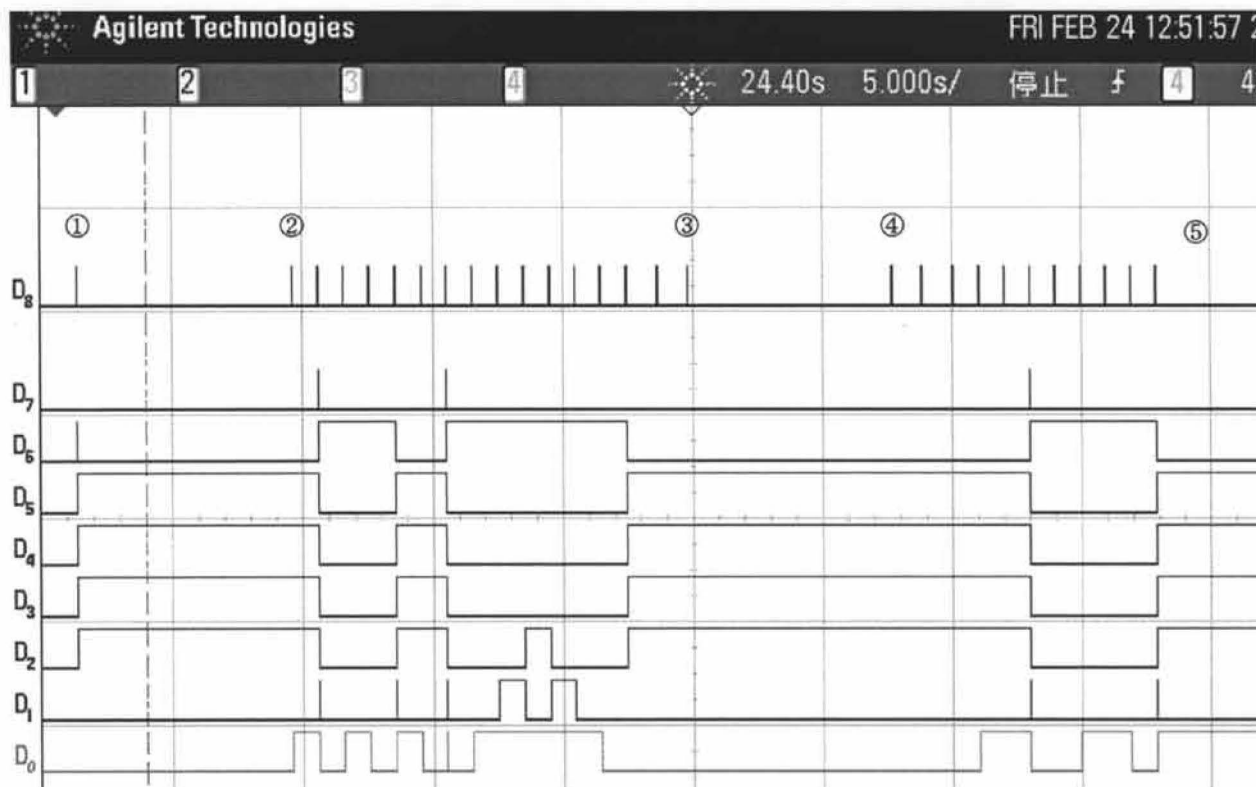 Agilent Technologies FRI FEB 24 12:51:57 2
1 2 3 4 24.40s 5.000s/ 停止 4 4
① ② ③ ④ ⑤
D8
D7
D6
D5
D4
D3
D2
D1
D0